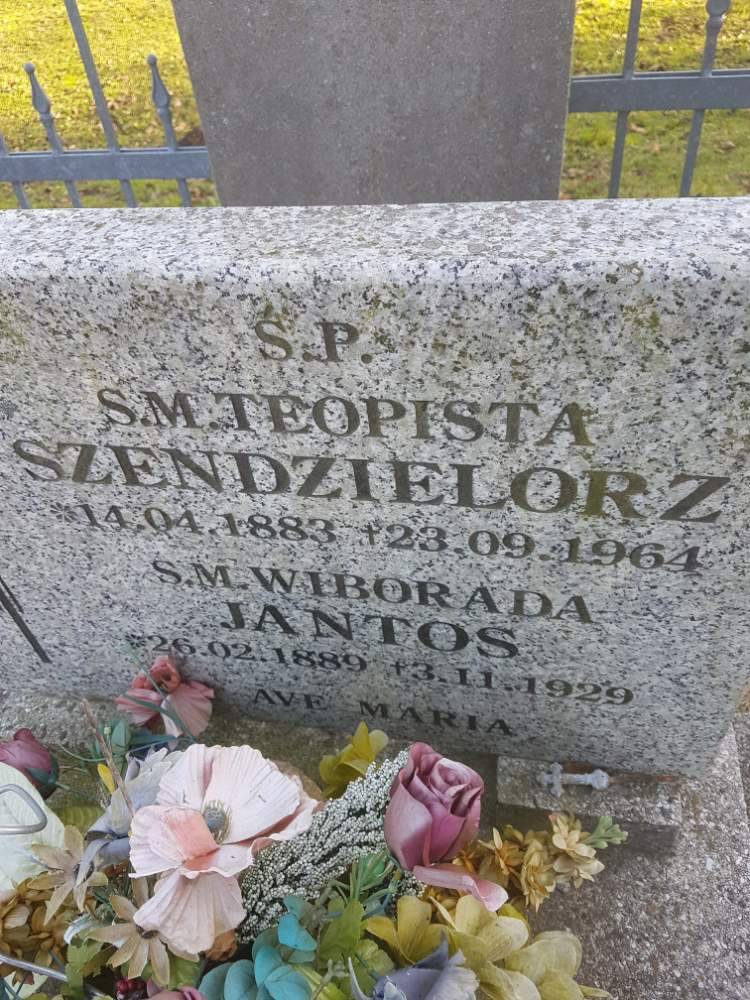 Ś.P.
S.M.TEOPISTA
SZENDZIELORZ
*14.04.1883 †23.09.1964
S.M.WIBORADA
JANTOS
*26.02.1889 †3.11.1929
AVE MARIA